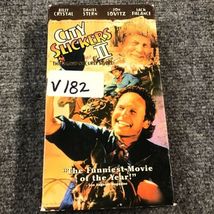 BILLY CRYSTAL DANIEL STERN JON LOVITZ JACK PALANCE
CITY SLICKERS II
V182
"The Funniest Movie of the Year!"